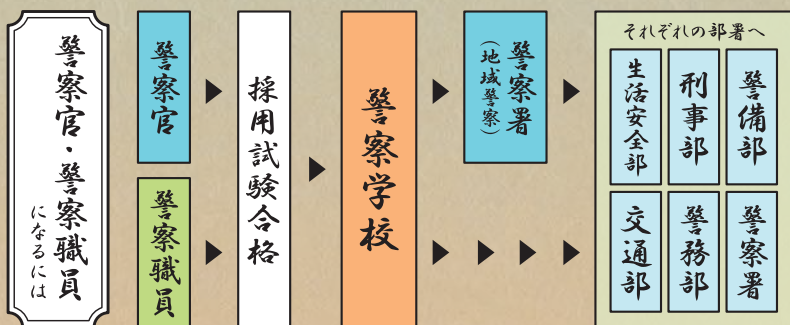 警察官・警察職員
になるには
警察官
警察職員
採用試験合格
警察学校
警察署
(地域警察)
それぞれの部署へ
生活安全部
刑事部
警備部
交通部
警務部
警察署